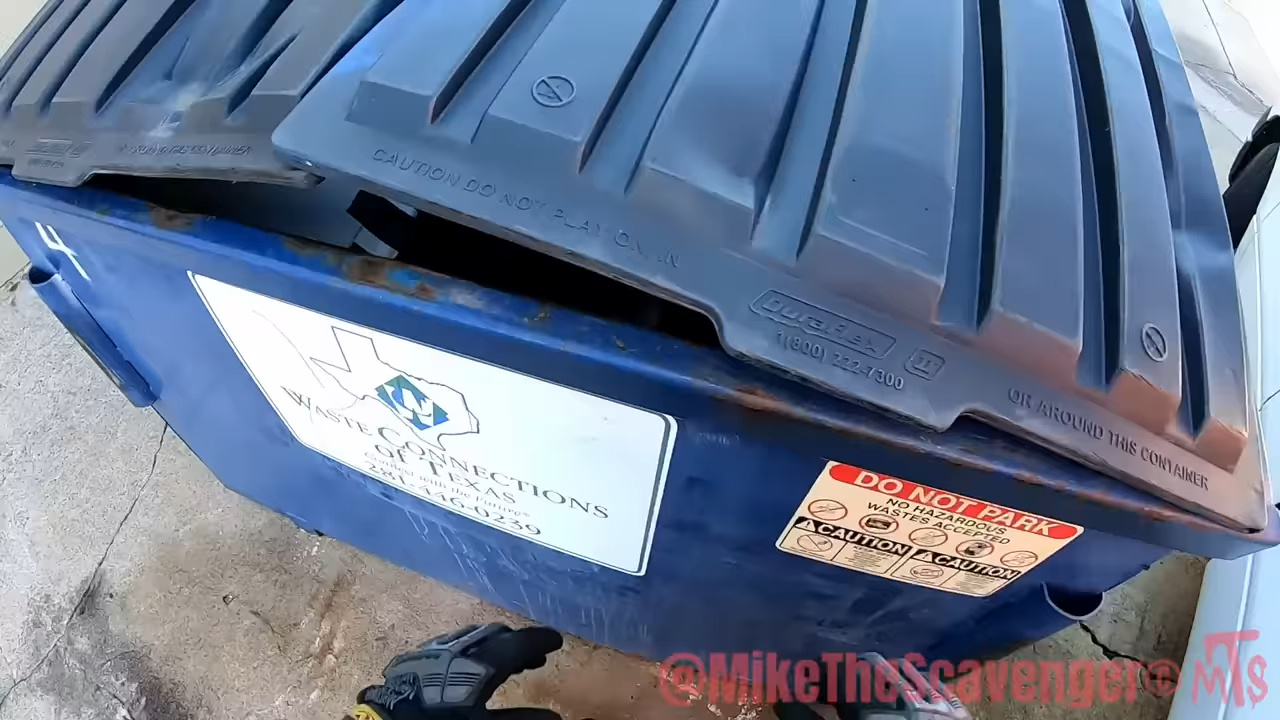 CAUTION DO NOT PLAY ON, IN
Duraflex
1(800) 222-7300
OR AROUND THIS CONTAINER
4
WASTE CONNECTIONS
OF TEXAS
Connect with the Future®
281-446-0239
DO NOT PARK
NO HAZARDOUS
WASTES ACCEPTED
CAUTION
CAUTION
@MikeTheScavenger©
MTS